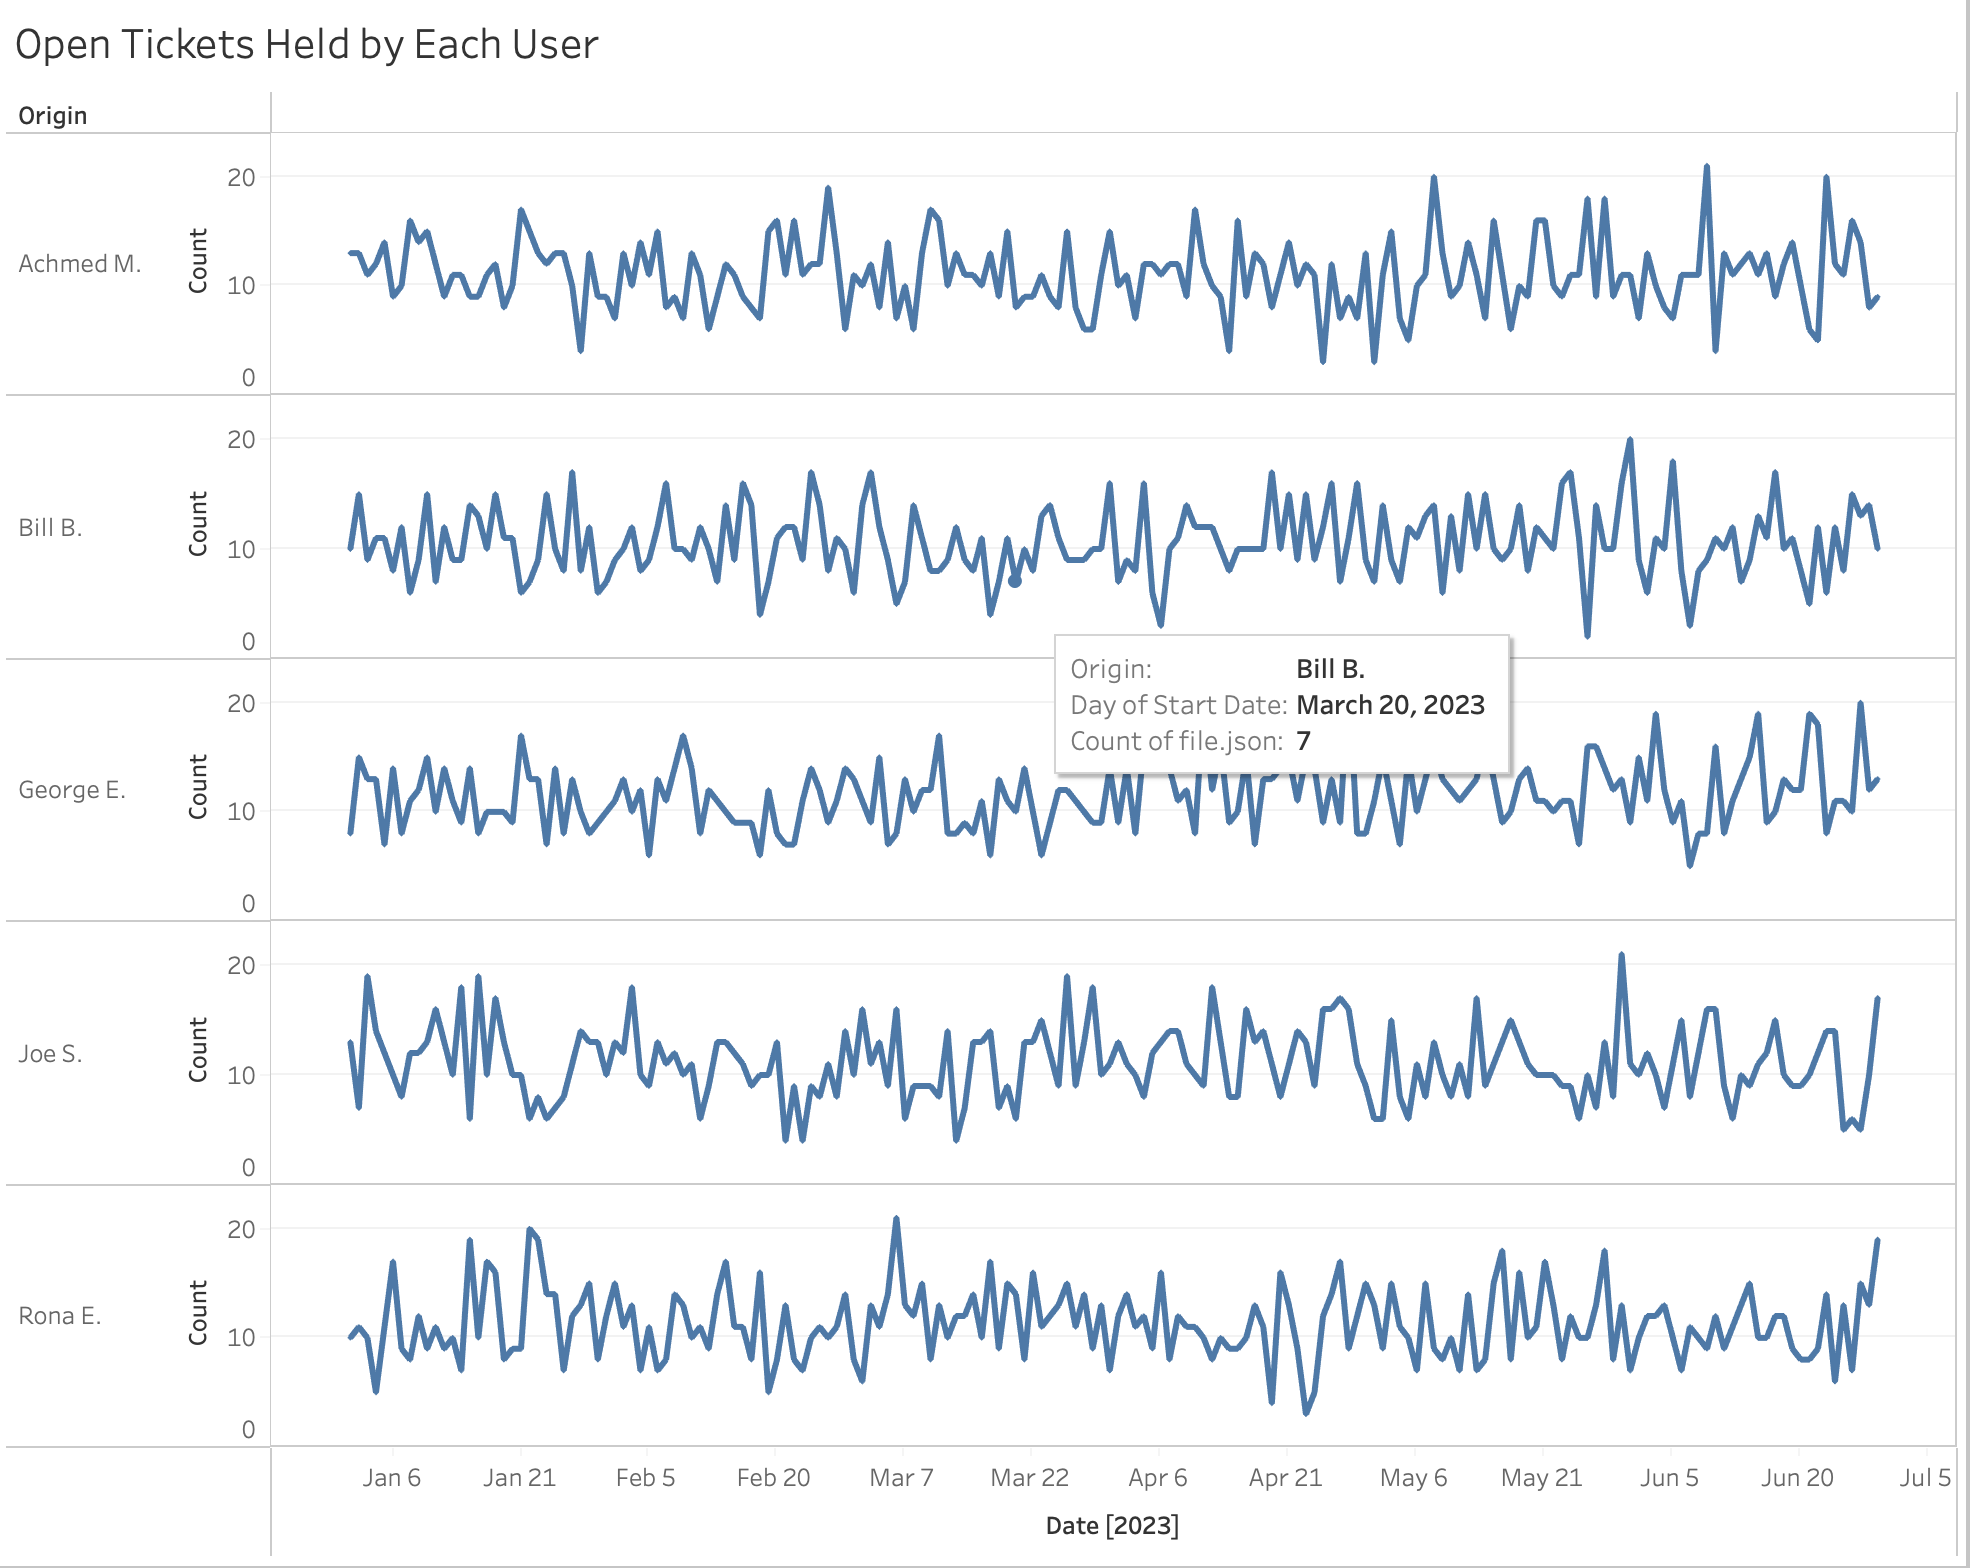 Open Tickets Held by Each User
Origin
Achmed M.
Count
20
10
0
Bill B.
Count
20
10
0
Origin: Bill B.
Day of Start Date: March 20, 2023
Count of file.json: 7
George E.
Count
20
10
0
Joe S.
Count
20
10
0
Rona E.
Count
20
10
0
Jan 6 Jan 21 Feb 5 Feb 20 Mar 7 Mar 22 Apr 6 Apr 21 May 6 May 21 Jun 5 Jun 20 Jul 5
Date [2023]